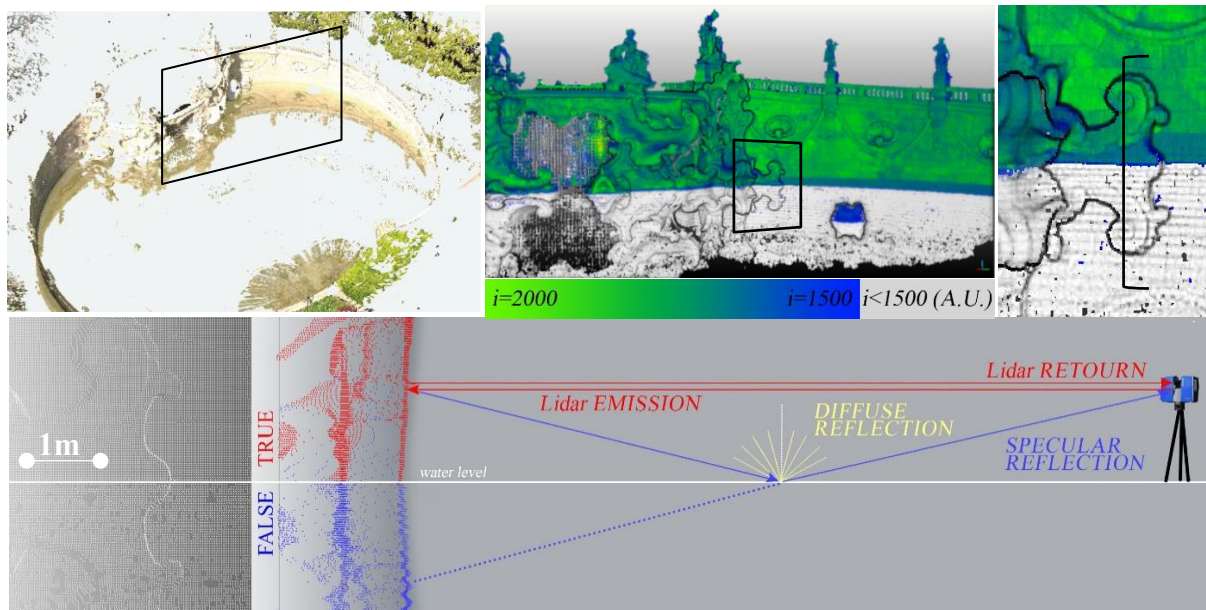 i=2000
i=1500
i<1500 (A.U.)
1m
TRUE
FALSE
water level
Lidar RETOURN
Lidar EMISSION
DIFFUSE
REFLECTION
SPECULAR
REFLECTION